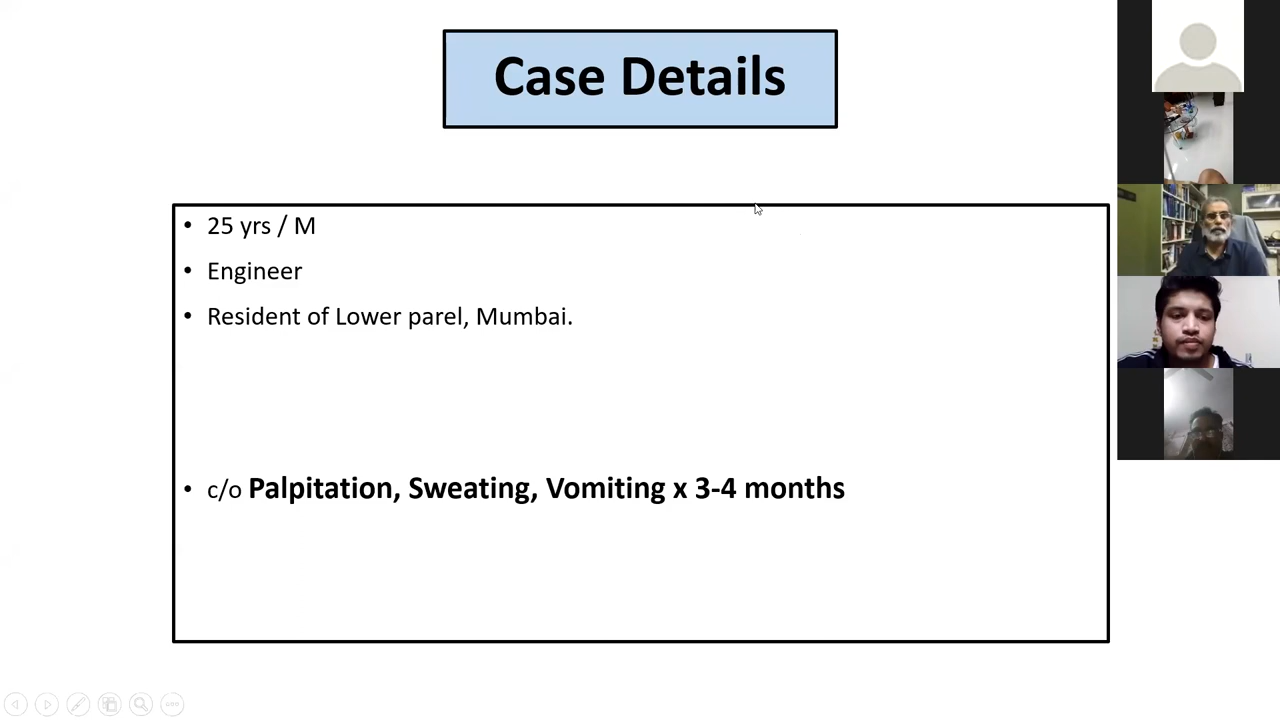 Case Details
• 25 yrs / M
• Engineer
• Resident of Lower parel, Mumbai.
• c/o Palpitation, Sweating, Vomiting x 3-4 months